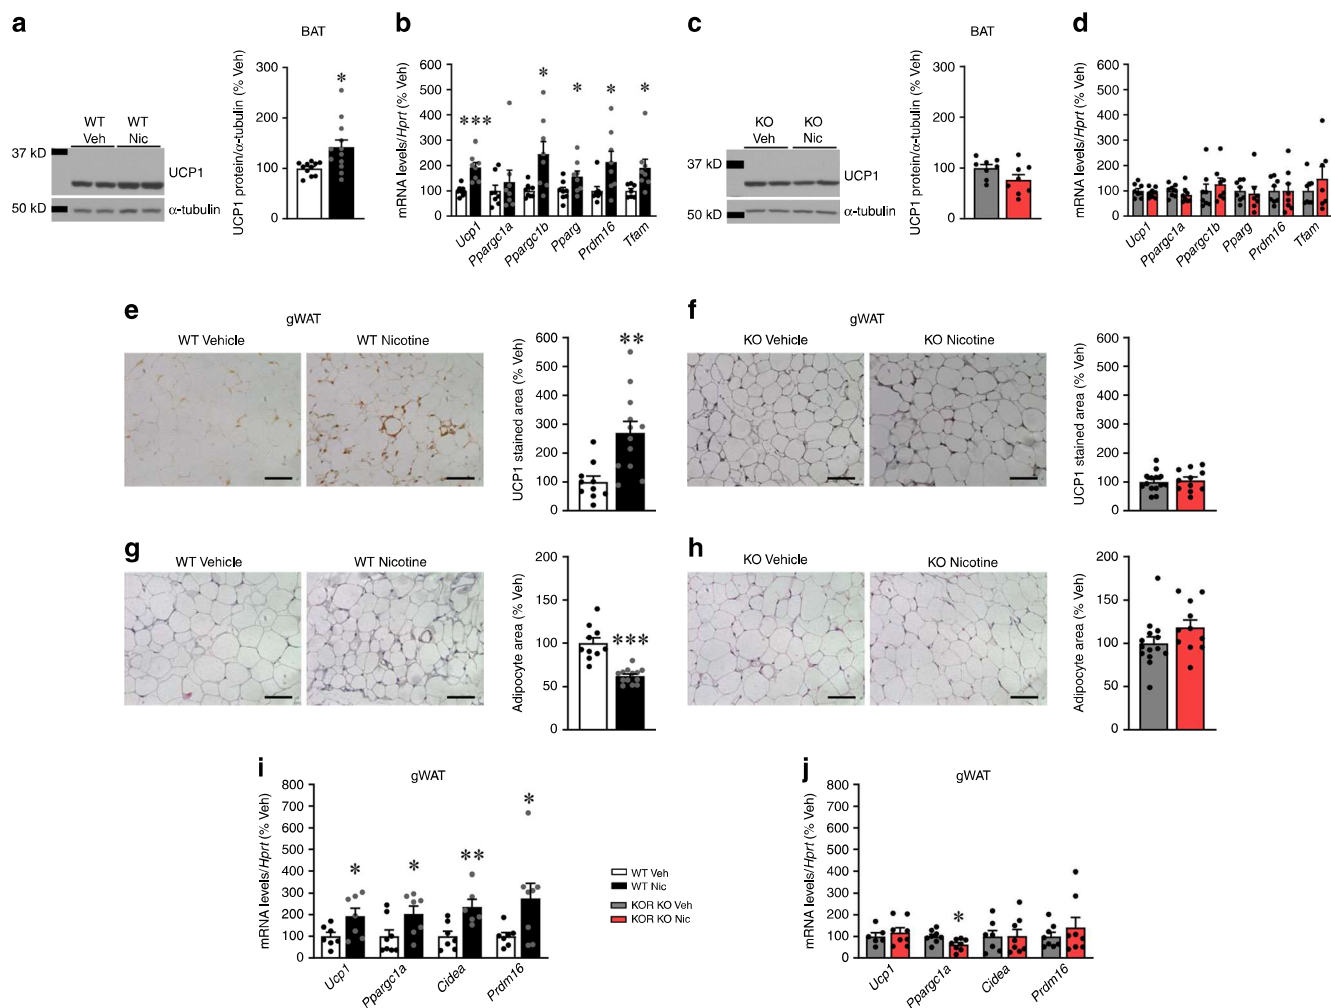 a
BAT
WT Veh
WT Nic
37 kD
UCP1
50 kD
α-tubulin
UCP1 protein/α-tubulin (% Veh)
300
200
100
0
*
b
mRNA levels/Hprt (% Veh)
600
500
400
300
200
100
0
***
*
*
*
*
Ucp1
Ppargc1a
Ppargc1b
Pparg
Prdm16
Tfam
c
BAT
KO Veh
KO Nic
37 kD
UCP1
50 kD
α-tubulin
UCP1 protein/α-tubulin (% Veh)
300
200
100
0
d
mRNA levels/Hprt (% Veh)
600
500
400
300
200
100
0
Ucp1
Ppargc1a
Ppargc1b
Pparg
Prdm16
Tfam
e
gWAT
WT Vehicle
WT Nicotine
UCP1 stained area (% Veh)
600
500
400
300
200
100
0
**
f
gWAT
KO Vehicle
KO Nicotine
UCP1 stained area (% Veh)
600
500
400
300
200
100
0
g
WT Vehicle
WT Nicotine
Adipocyte area (% Veh)
200
150
100
50
0
***
h
KO Vehicle
KO Nicotine
Adipocyte area (% Veh)
200
150
100
50
0
i
gWAT
mRNA levels/Hprt (% Veh)
800
700
600
500
400
300
200
100
0
*
*
**
*
Ucp1
Ppargc1a
Cidea
Prdm16
WT Veh
WT Nic
KOR KO Veh
KOR KO Nic
j
gWAT
mRNA levels/Hprt (% Veh)
800
700
600
500
400
300
200
100
0
*
Ucp1
Ppargc1a
Cidea
Prdm16